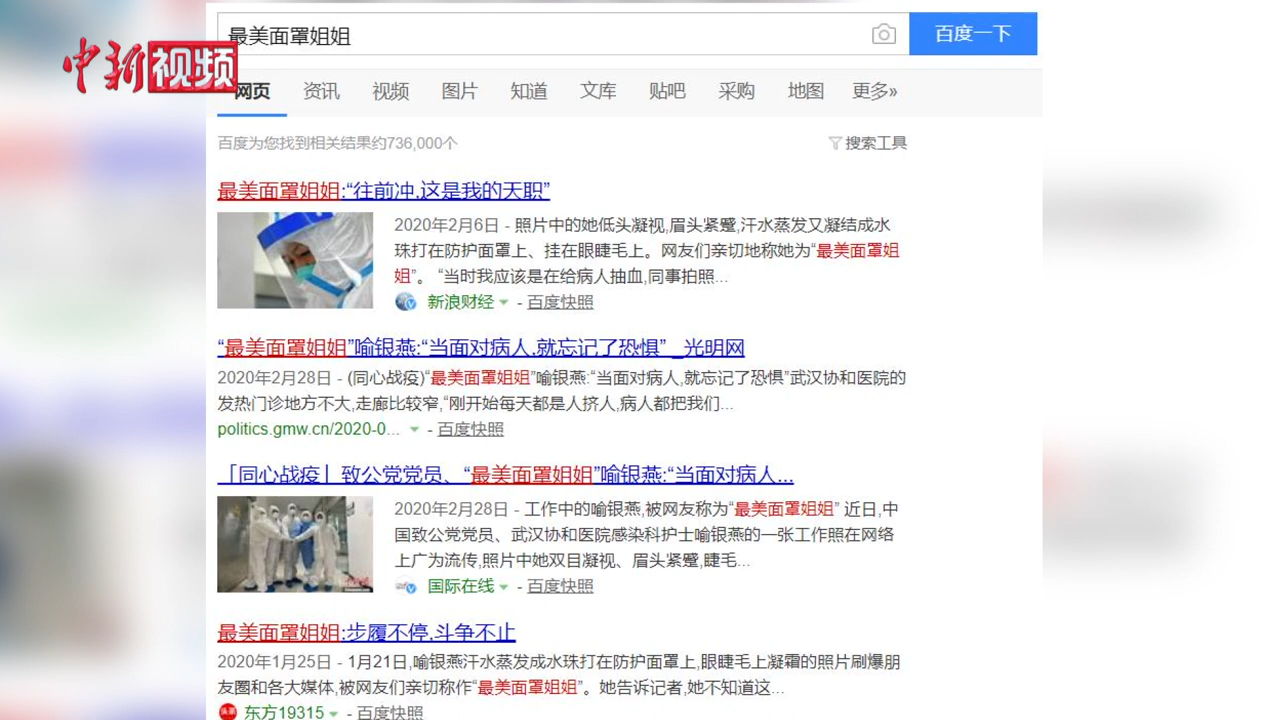 最美面罩姐姐
百度一下
中新视频
网页 资讯 视频 图片 知道 文库 贴吧 采购 地图 更多»
百度为您找到相关结果约736,000个
搜索工具
最美面罩姐姐:“往前冲,这是我的天职”
2020年2月6日 - 照片中的她低头凝视,眉头紧蹙,汗水蒸发又凝结成水
珠打在防护面罩上、挂在眼睫毛上。网友们亲切地称她为“最美面罩姐
姐”。 “当时我应该是在给病人抽血,同事拍照...
新浪财经 - 百度快照
“最美面罩姐姐”喻银燕:“当面对病人,就忘记了恐惧” _光明网
2020年2月28日 - (同心战疫)“最美面罩姐姐”喻银燕:“当面对病人,就忘记了恐惧”武汉协和医院的
发热门诊地方不大,走廊比较窄,“刚开始每天都是人挤人,病人都把我们...
politics.gmw.cn/2020-0... - 百度快照
「同心战疫」致公党党员、“最美面罩姐姐”喻银燕:“当面对病人...
2020年2月28日 - 工作中的喻银燕,被网友称为“最美面罩姐姐” 近日,中
国致公党党员、武汉协和医院感染科护士喻银燕的一张工作照在网络
上广为流传,照片中她双目凝视、眉头紧蹙,睫毛...
国际在线 - 百度快照
最美面罩姐姐:步履不停,斗争不止
2020年1月25日 - 1月21日,喻银燕汗水蒸发成水珠打在防护面罩上,眼睫毛上凝霜的照片刷爆朋
友圈和各大媒体,被网友们亲切称作“最美面罩姐姐”。她告诉记者,她不知道这...
东方19315 - 百度快照